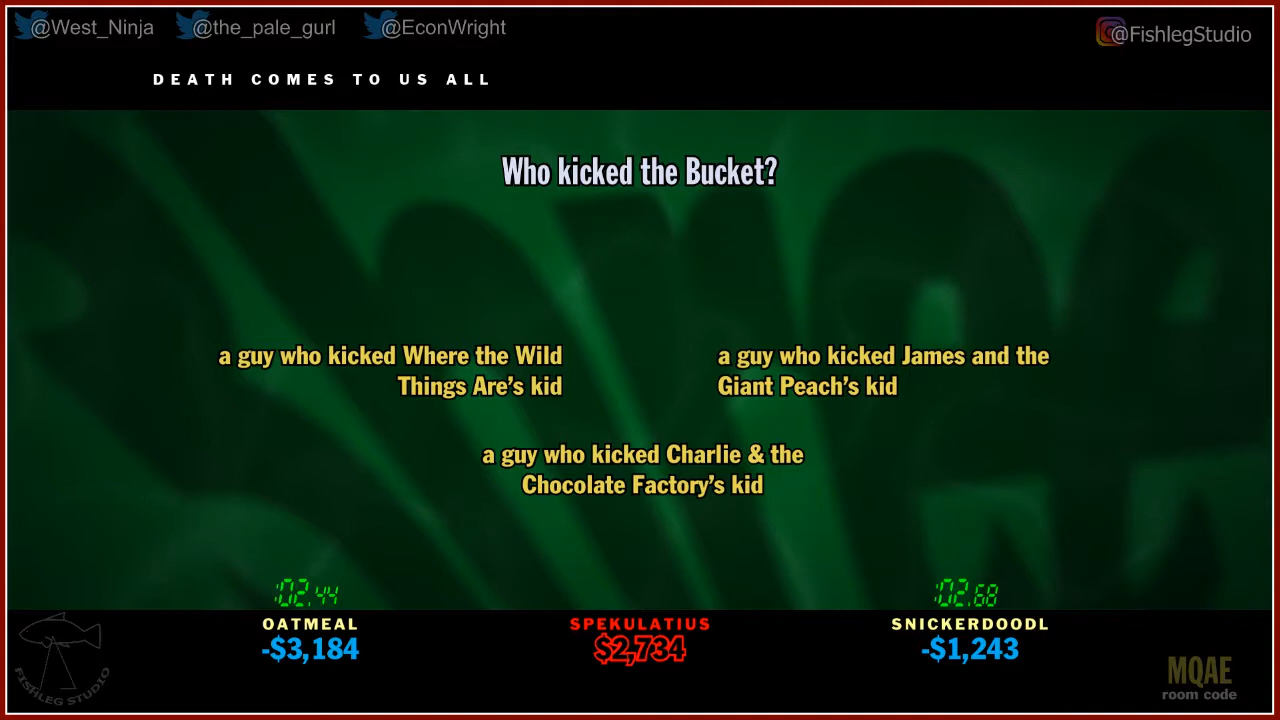 @West_Ninja @the_pale_gurl @EconWright @FishlegStudio
DEATH COMES TO US ALL
Who kicked the Bucket?
a guy who kicked Where the Wild
Things Are's kid
a guy who kicked James and the
Giant Peach's kid
a guy who kicked Charlie & the
Chocolate Factory's kid
:02.44
:02.68
OATMEAL
-$3,184
SPEKULATIUS
$2,734
SNICKERDOODL
-$1,243
FISHLEG STUDIO
MQAE
room code